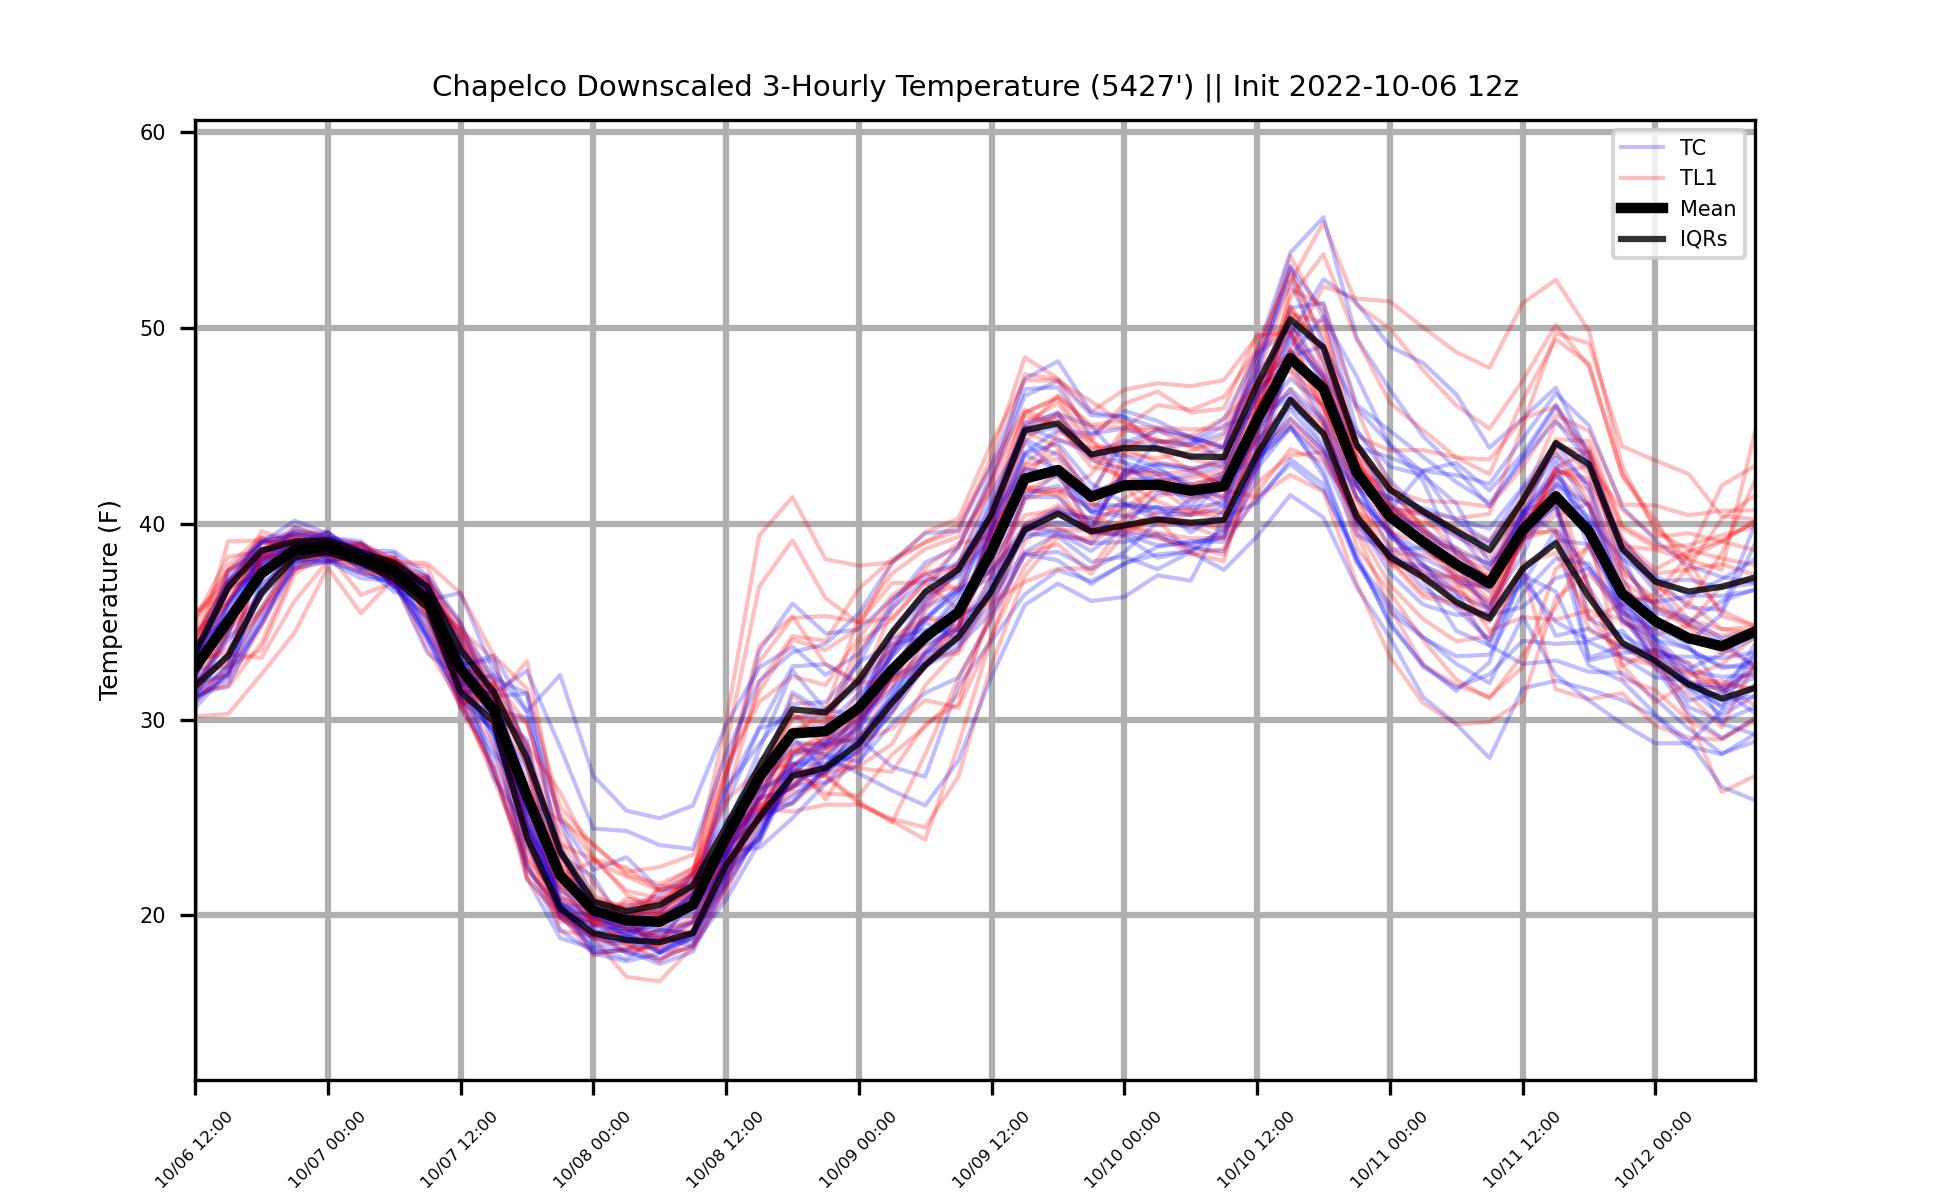 Chapelco Downscaled 3-Hourly Temperature (5427') || Init 2022-10-06 12z
TC
TL1
Mean
IQRs
Temperature (F)
60
50
40
30
20
10/06 12:00
10/07 00:00
10/07 12:00
10/08 00:00
10/08 12:00
10/09 00:00
10/09 12:00
10/10 00:00
10/10 12:00
10/11 00:00
10/11 12:00
10/12 00:00